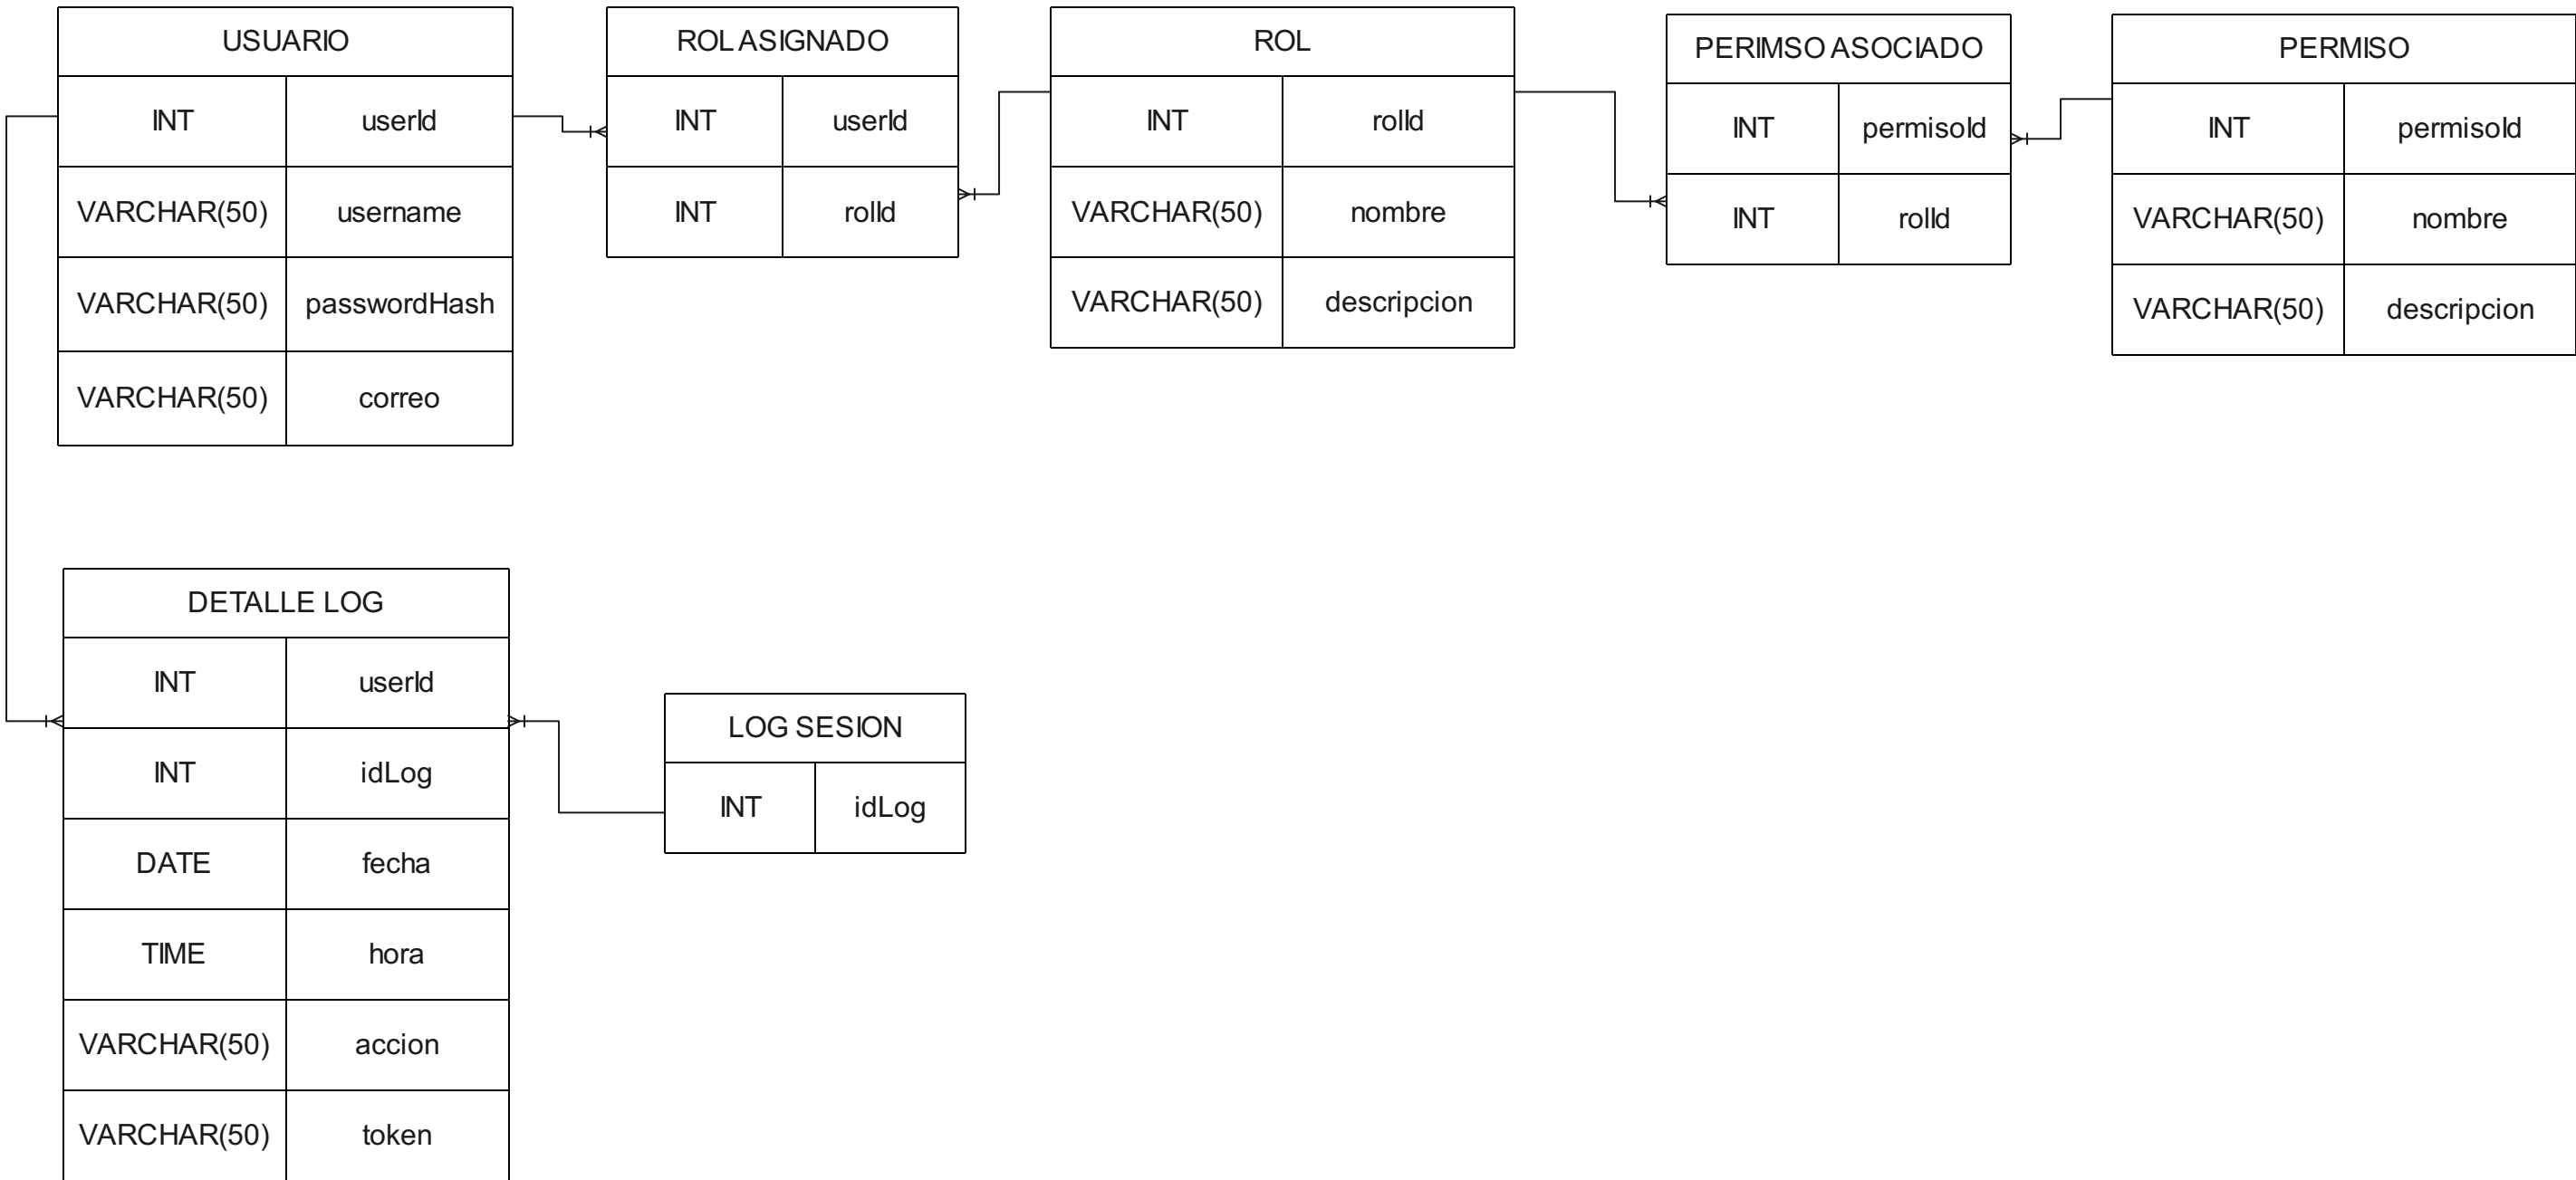 USUARIO
INT userId
VARCHAR(50) username
VARCHAR(50) passwordHash
VARCHAR(50) correo
ROL ASIGNADO
INT userId
INT rolId
ROL
INT rolId
VARCHAR(50) nombre
VARCHAR(50) descripcion
PERIMSO ASOCIADO
INT permisoId
INT rolId
PERMISO
INT permisoId
VARCHAR(50) nombre
VARCHAR(50) descripcion
DETALLE LOG
INT userId
INT idLog
DATE fecha
TIME hora
VARCHAR(50) accion
VARCHAR(50) token
LOG SESION
INT idLog